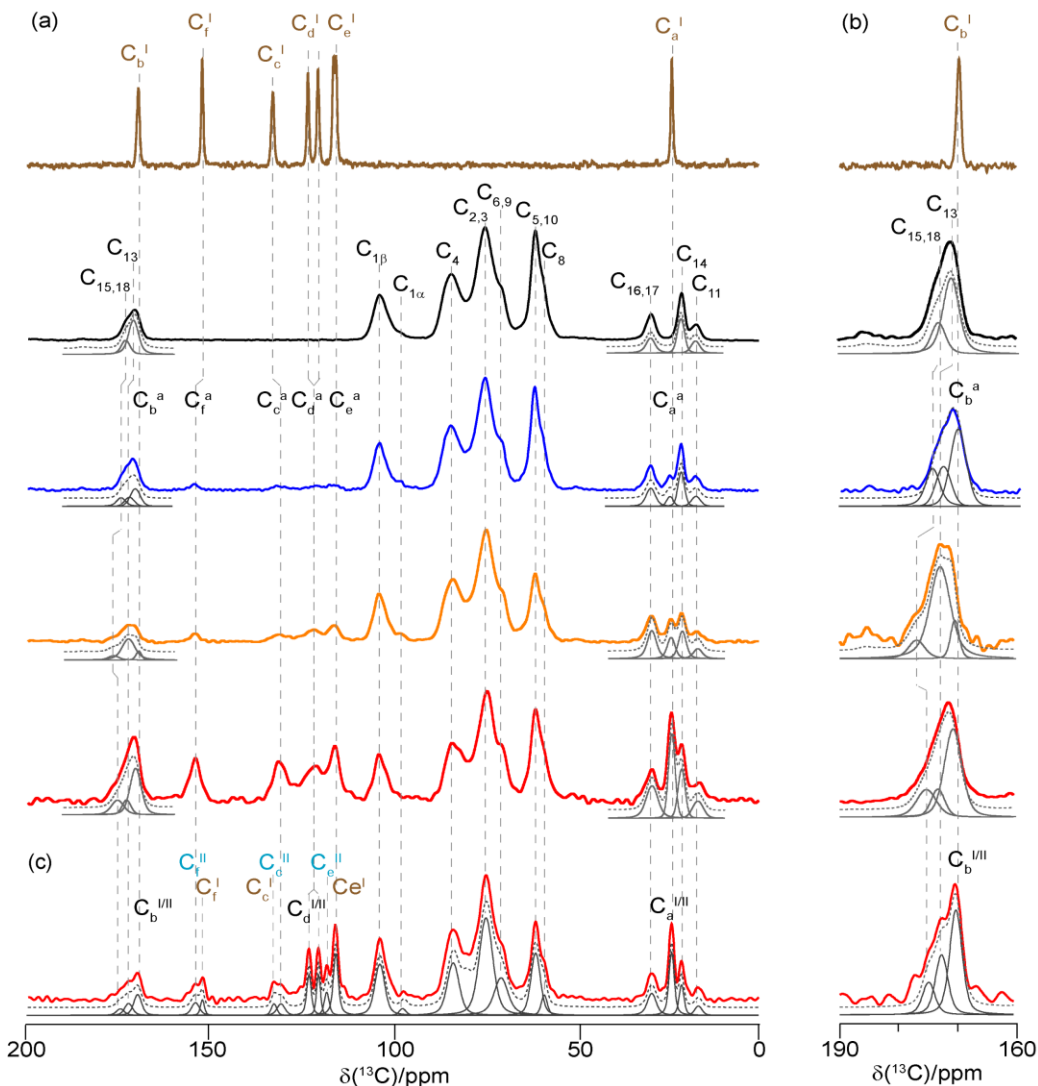 (a)
(b)
C_b^I
C_f^I
C_c^I
C_d^I
C_e^I
C_a^I
C_b^I
C_15,18
C_13
C_1β
C_1α
C_4
C_2,3
C_6,9
C_5,10
C_8
C_16,17
C_14
C_11
C_15,18
C_13
C_b^a
C_f^a
C_c^a
C_d^a
C_e^a
C_a^a
C_b^a
(c)
C_f^II
C_d^II
C_e^II
C_b^I/II
C_f^I
C_c^I
C_d^I/II
Ce^I
C_a^I/II
C_b^I/II
200
150
100
50
0
190
160
δ(¹³C)/ppm
δ(¹³C)/ppm